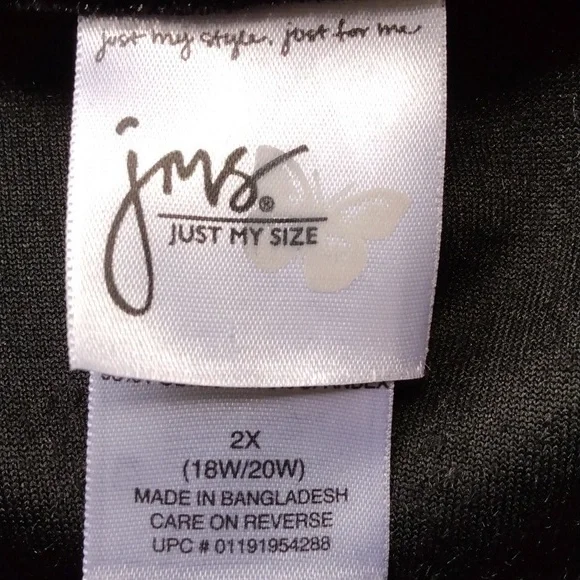 just my style. just for me
jms®
JUST MY SIZE
2X
(18W/20W)
MADE IN BANGLADESH
CARE ON REVERSE
UPC # 01191954288